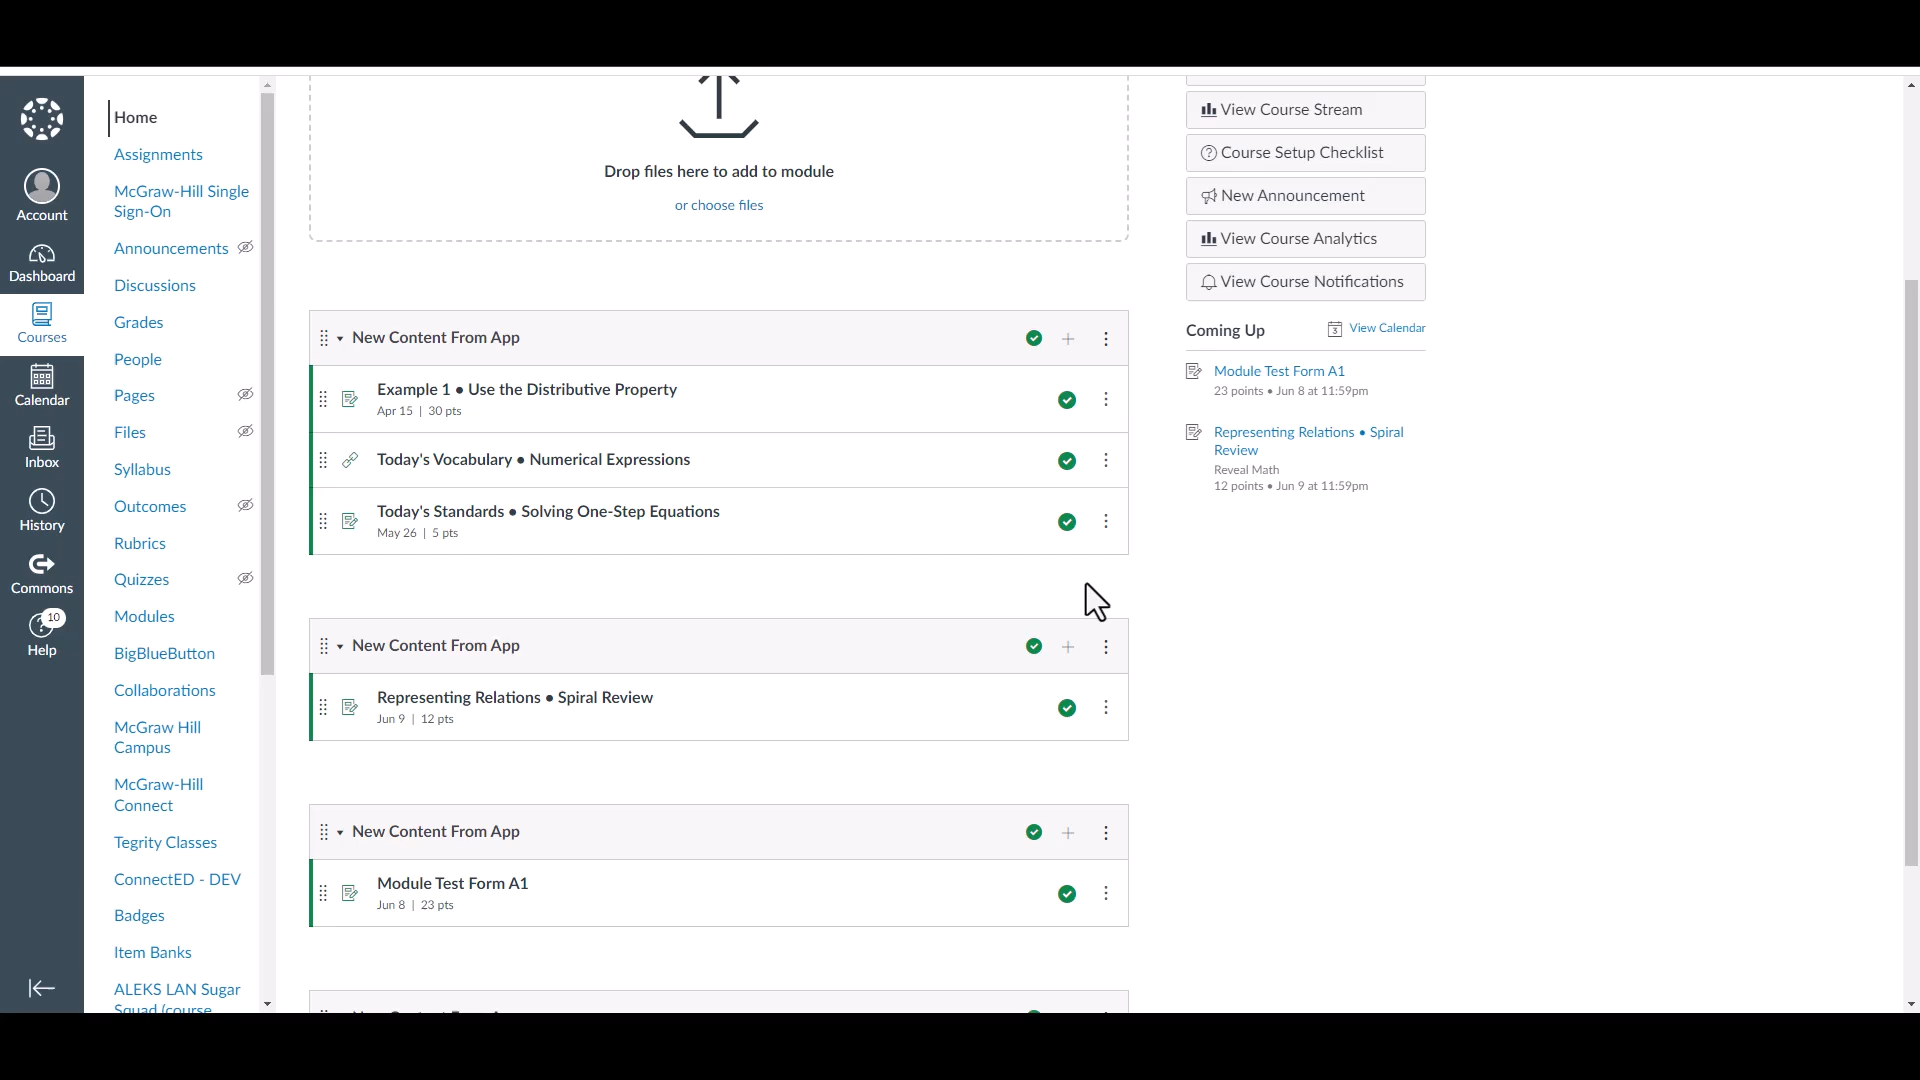 Account
Dashboard
Courses
Calendar
Inbox
History
Commons
10
Help
Home
Assignments
McGraw-Hill Single
Sign-On
Announcements
Discussions
Grades
People
Pages
Files
Syllabus
Outcomes
Rubrics
Quizzes
Modules
BigBlueButton
Collaborations
McGraw Hill
Campus
McGraw-Hill
Connect
Tegrity Classes
ConnectED - DEV
Badges
Item Banks
ALEKS LAN Sugar
Squad (course
Drop files here to add to module
or choose files
New Content From App
Example 1 • Use the Distributive Property
Apr 15 | 30 pts
Today's Vocabulary • Numerical Expressions
Today's Standards • Solving One-Step Equations
May 26 | 5 pts
New Content From App
Representing Relations • Spiral Review
Jun 9 | 12 pts
New Content From App
Module Test Form A1
Jun 8 | 23 pts
View Course Stream
Course Setup Checklist
New Announcement
View Course Analytics
View Course Notifications
Coming Up
3 View Calendar
Module Test Form A1
23 points • Jun 8 at 11:59pm
Representing Relations • Spiral
Review
Reveal Math
12 points • Jun 9 at 11:59pm